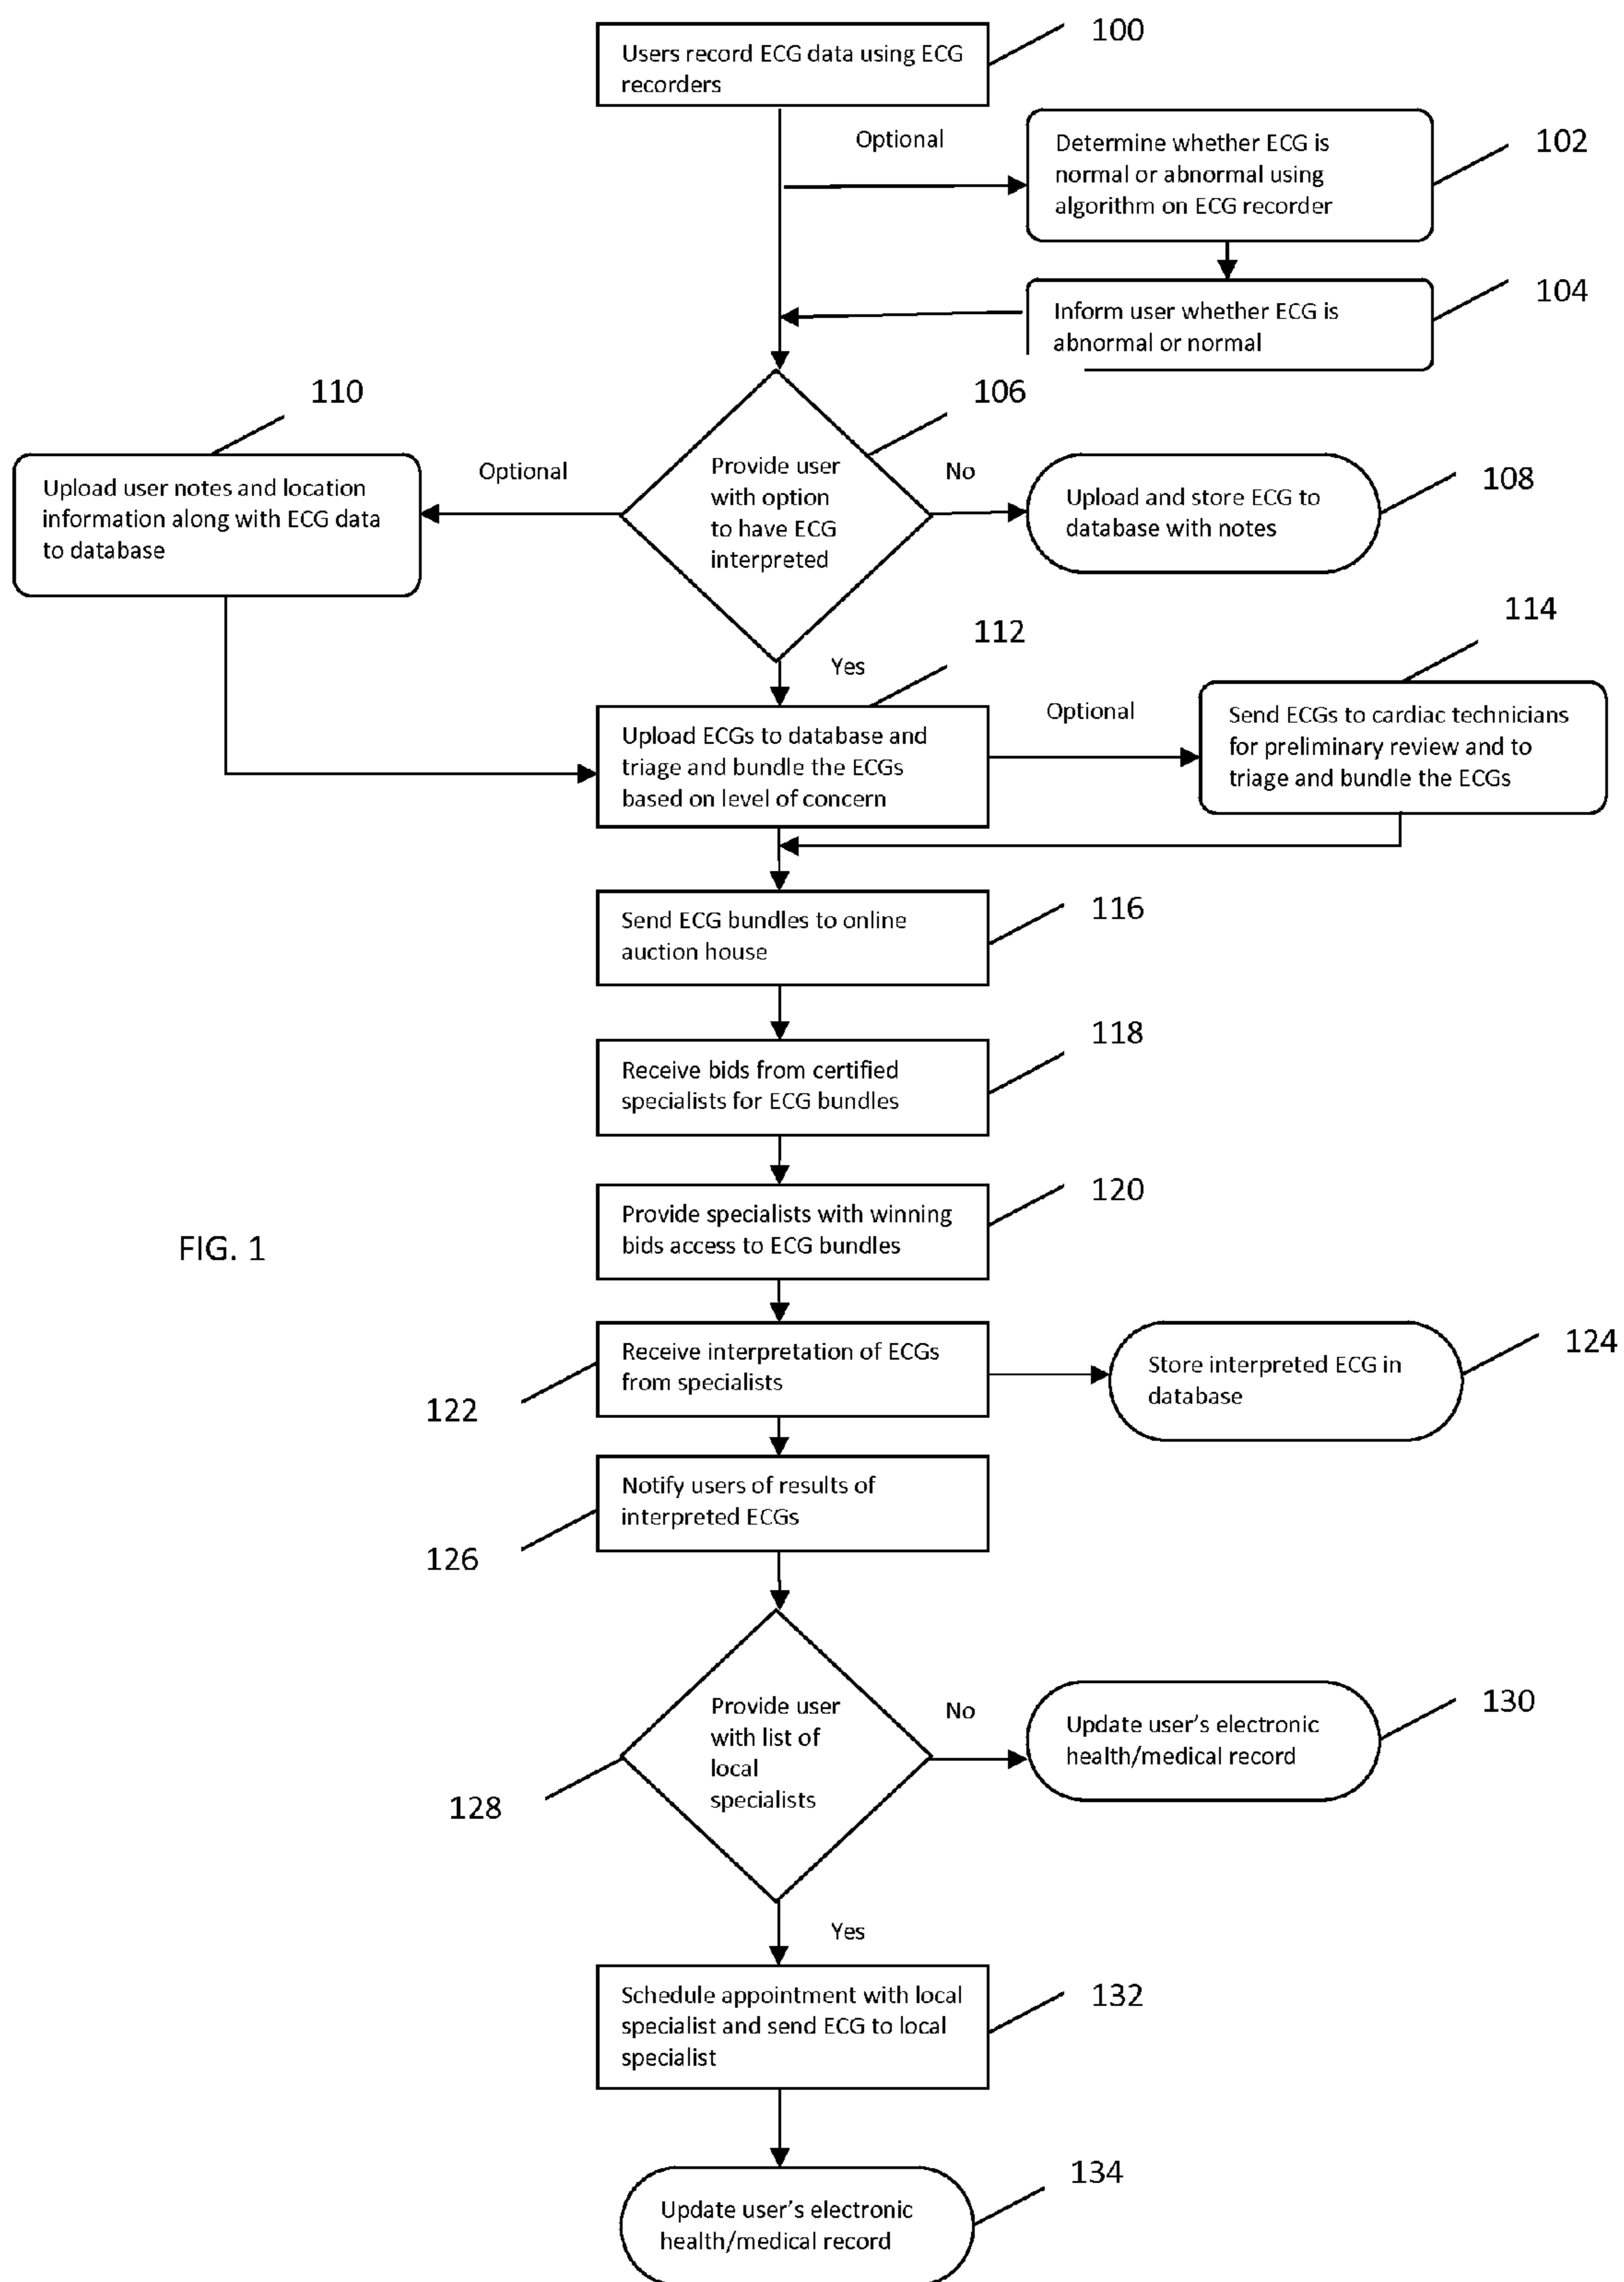 100
Users record ECG data using ECG
recorders
Optional
Determine whether ECG is
normal or abnormal using
algorithm on ECG recorder
102
Inform user whether ECG is
abnormal or normal
104
106
Provide user
with option
to have ECG
interpreted
No
Upload and store ECG to
database with notes
108
110
Optional
Upload user notes and location
information along with ECG data
to database
Yes
112
Upload ECGs to database and
triage and bundle the ECGs
based on level of concern
Optional
114
Send ECGs to cardiac technicians
for preliminary review and to
triage and bundle the ECGs
Send ECG bundles to online
auction house
116
Receive bids from certified
specialists for ECG bundles
118
Provide specialists with winning
bids access to ECG bundles
120
FIG. 1
Receive interpretation of ECGs
from specialists
122
Store interpreted ECG in
database
124
Notify users of results of
interpreted ECGs
126
Provide user
with list of
local
specialists
128
No
Update user's electronic
health/medical record
130
Yes
Schedule appointment with local
specialist and send ECG to local
specialist
132
Update user's electronic
health/medical record
134